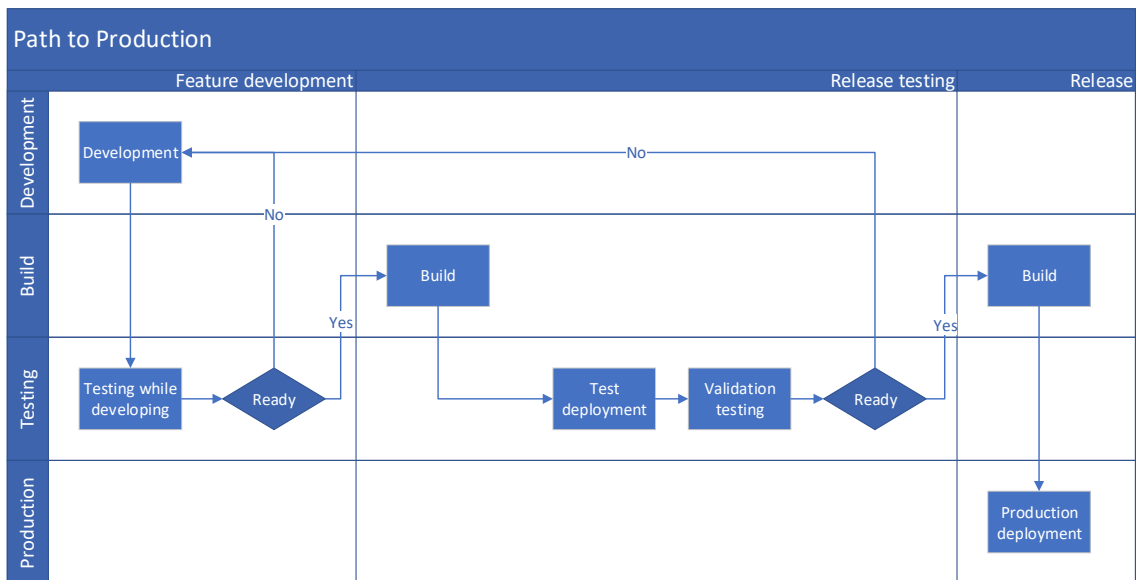 Path to Production
Feature development
Release testing
Release
Development
Development
No
No
Build
Build
Build
Yes
Yes
Testing
Testing while
developing
Ready
Test
deployment
Validation
testing
Ready
Production
Production
deployment